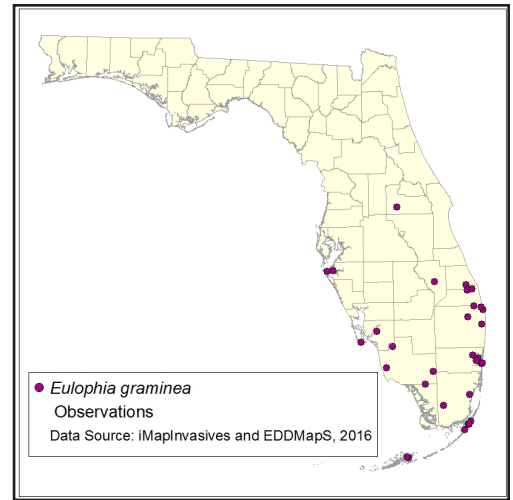 Eulophia graminea
Observations
Data Source: iMapInvasives and EDDMapS, 2016